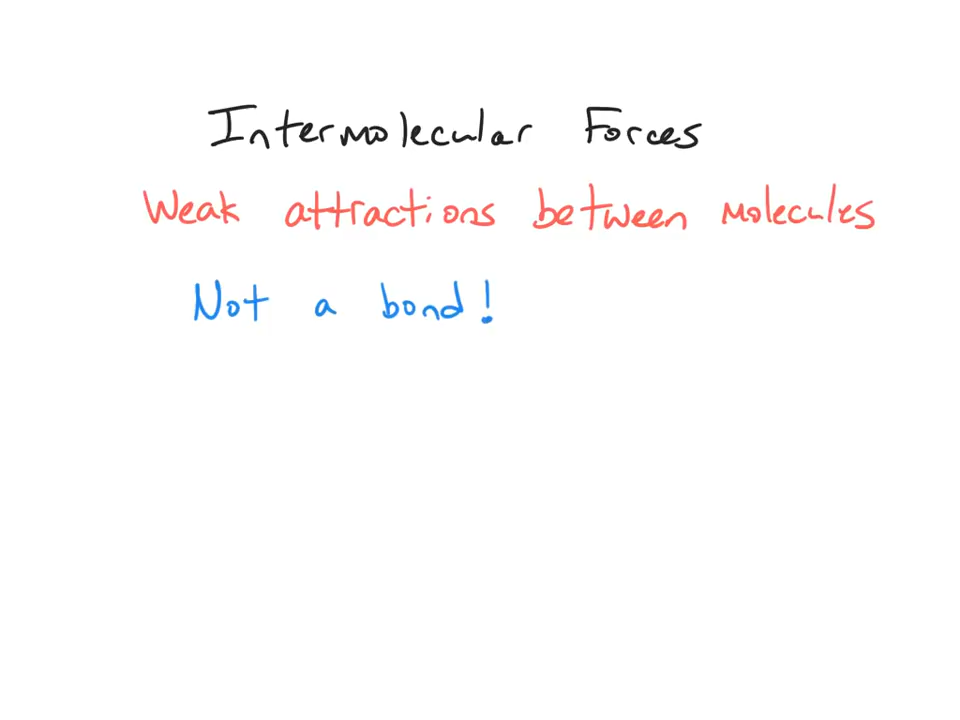 Intermolecular Forces
Weak attractions between molecules
Not a bond!